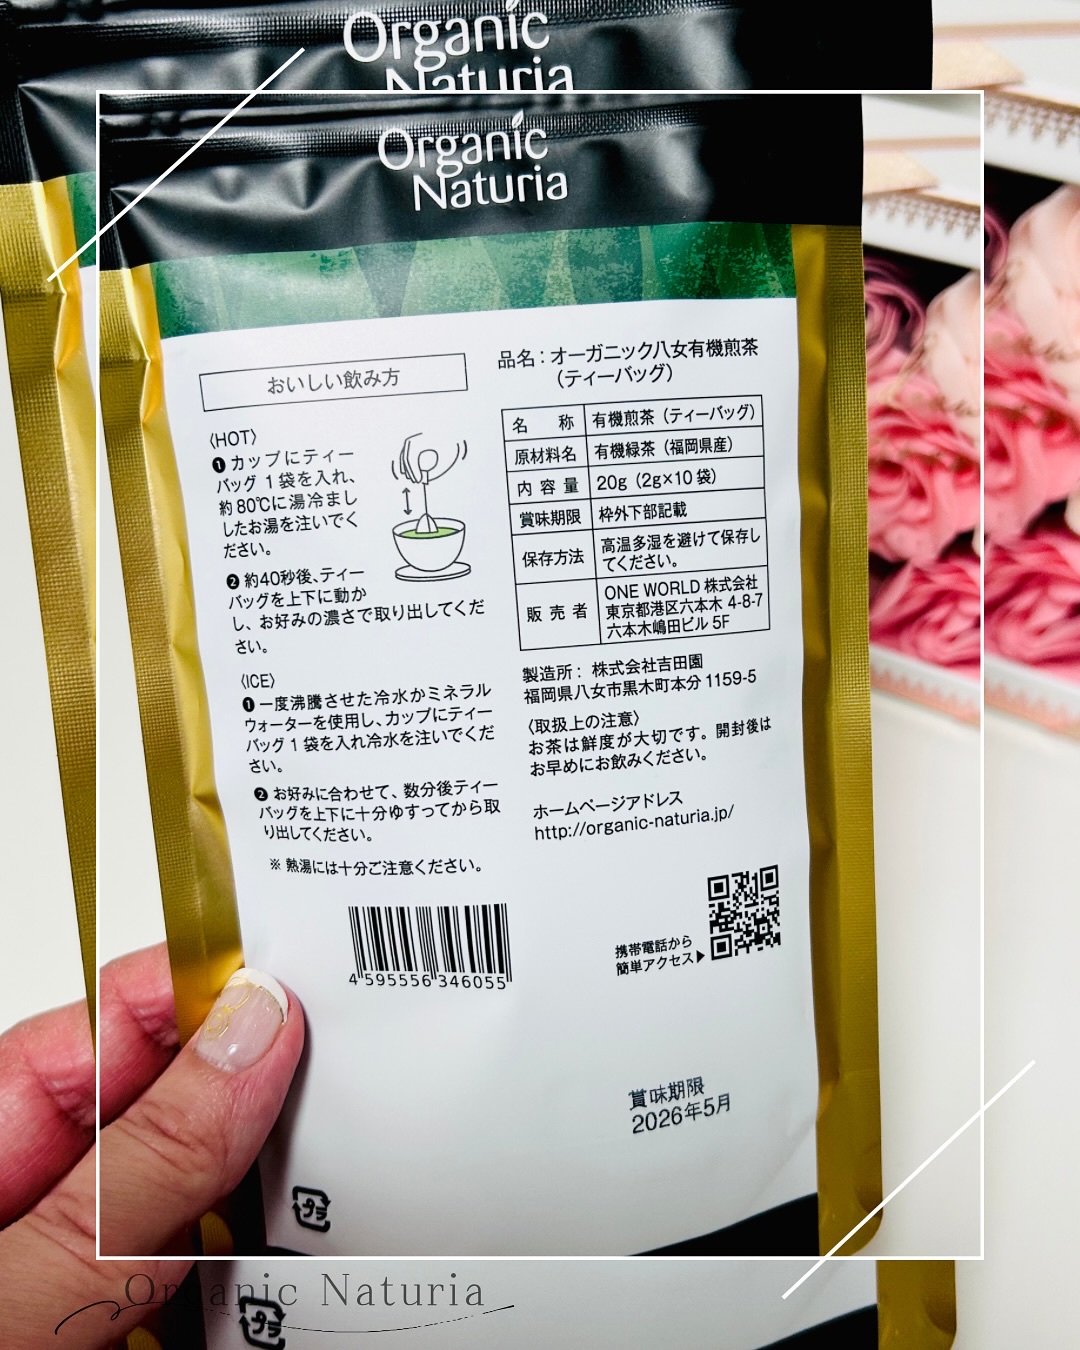 Organic
Naturia
Organic
Naturia
おいしい飲み方
〈HOT〉
❶カップにティー
バッグ 1 袋を入れ、
約 80℃に湯冷まし
したお湯を注いでく
ださい。
❷ 約40秒後、ティー
バッグを上下に動か
し、お好みの濃さで取り出してくだ
さい。
〈ICE〉
❶ 一度沸騰させた冷水かミネラル
ウォーターを使用し、カップにティー
バッグ 1 袋を入れ冷水を注いでくだ
さい。
❷ お好みに合わせて、数分後ティー
バッグを上下に十分ゆすってから取
り出してください。
※ 熱湯には十分ご注意ください。
4 595556 346055
品名：オーガニック八女有機煎茶
（ティーバッグ）
名 称 有機煎茶（ティーバッグ）
原材料名 有機緑茶（福岡県産）
内 容 量 20g（2g×10 袋）
賞味期限 枠外下部記載
保存方法 高温多湿を避けて保存し
てください。
販 売 者 ONE WORLD 株式会社
東京都港区六本木 4-8-7
六本木嶋田ビル 5F
製造所：株式会社吉田園
福岡県八女市黒木町本分 1159-5
〈取扱上の注意〉
お茶は鮮度が大切です。開封後は
お早めにお飲みください。
ホームページアドレス
http://organic-naturia.jp/
携帯電話から
簡単アクセス▶
賞味期限
2026年5月
プラ
Organic Naturia
プラ